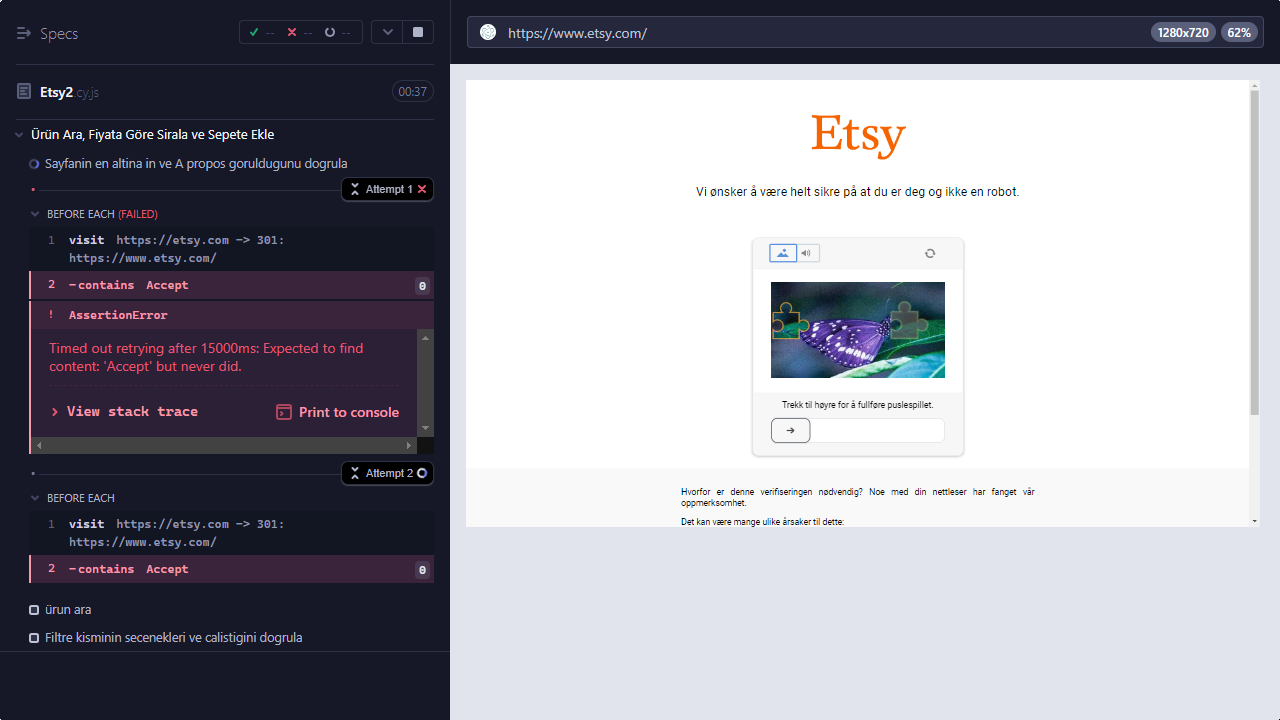 Specs
--
--
--
https://www.etsy.com/
1280x720
62%
Etsy2.cy.js
00:37
Ürün Ara, Fiyata Göre Sirala ve Sepete Ekle
Sayfanin en altina in ve A propos goruldugunu dogrula
Attempt 1
BEFORE EACH (FAILED)
1 visit https://etsy.com -> 301:
https://www.etsy.com/
2 -contains Accept 0
! AssertionError
Timed out retrying after 15000ms: Expected to find
content: 'Accept' but never did.
View stack trace
Print to console
Attempt 2
BEFORE EACH
1 visit https://etsy.com -> 301:
https://www.etsy.com/
2 -contains Accept 0
ürun ara
Filtre kisminin secenekleri ve calistigini dogrula
Etsy
Vi ønsker å være helt sikre på at du er deg og ikke en robot.
Trekk til høyre for å fullføre puslespillet.
Hvorfor er denne verifiseringen nødvendig? Noe med din nettleser har fanget vår
oppmerksomhet.
Det kan være mange ulike årsaker til dette: